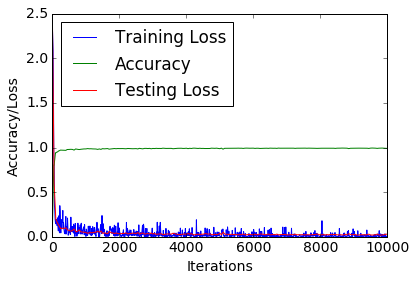 2.5
2.0
1.5
1.0
0.5
0.0
Accuracy/Loss
Training Loss
Accuracy
Testing Loss
0 2000 4000 6000 8000 10000
Iterations